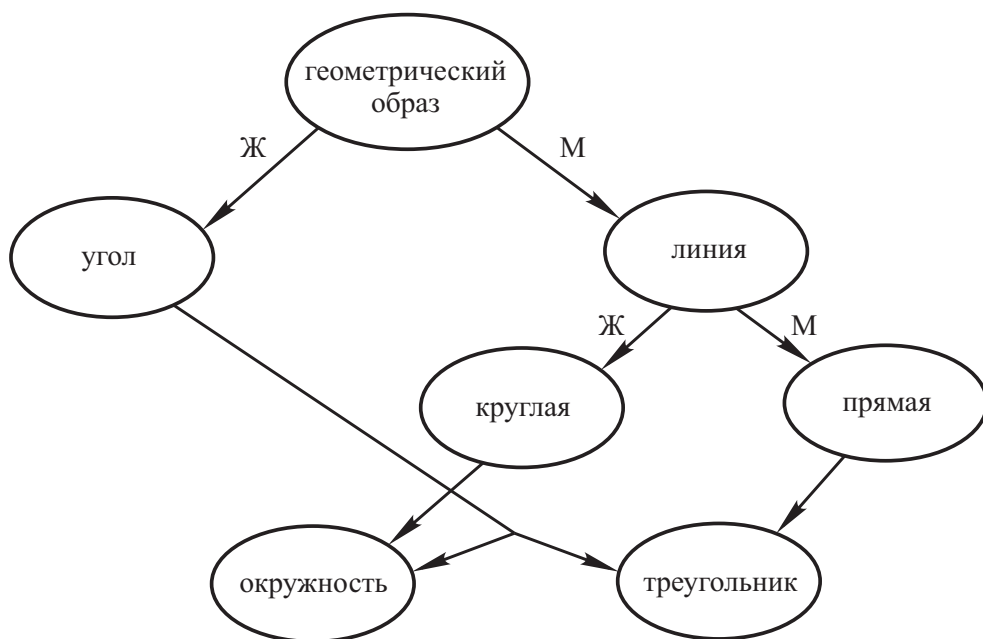 геометрический
образ
Ж
М
угол
линия
Ж
М
круглая
прямая
окружность
треугольник